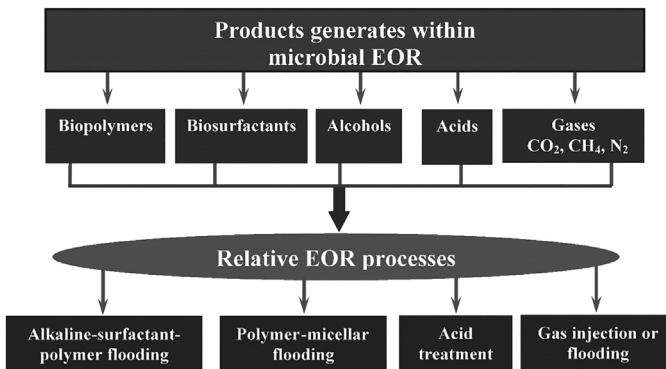 Products generates within
microbial EOR
Biopolymers
Biosurfactants
Alcohols
Acids
Gases
CO₂, CH₄, N₂
Relative EOR processes
Alkaline-surfactant-
polymer flooding
Polymer-micellar
flooding
Acid
treatment
Gas injection or
flooding